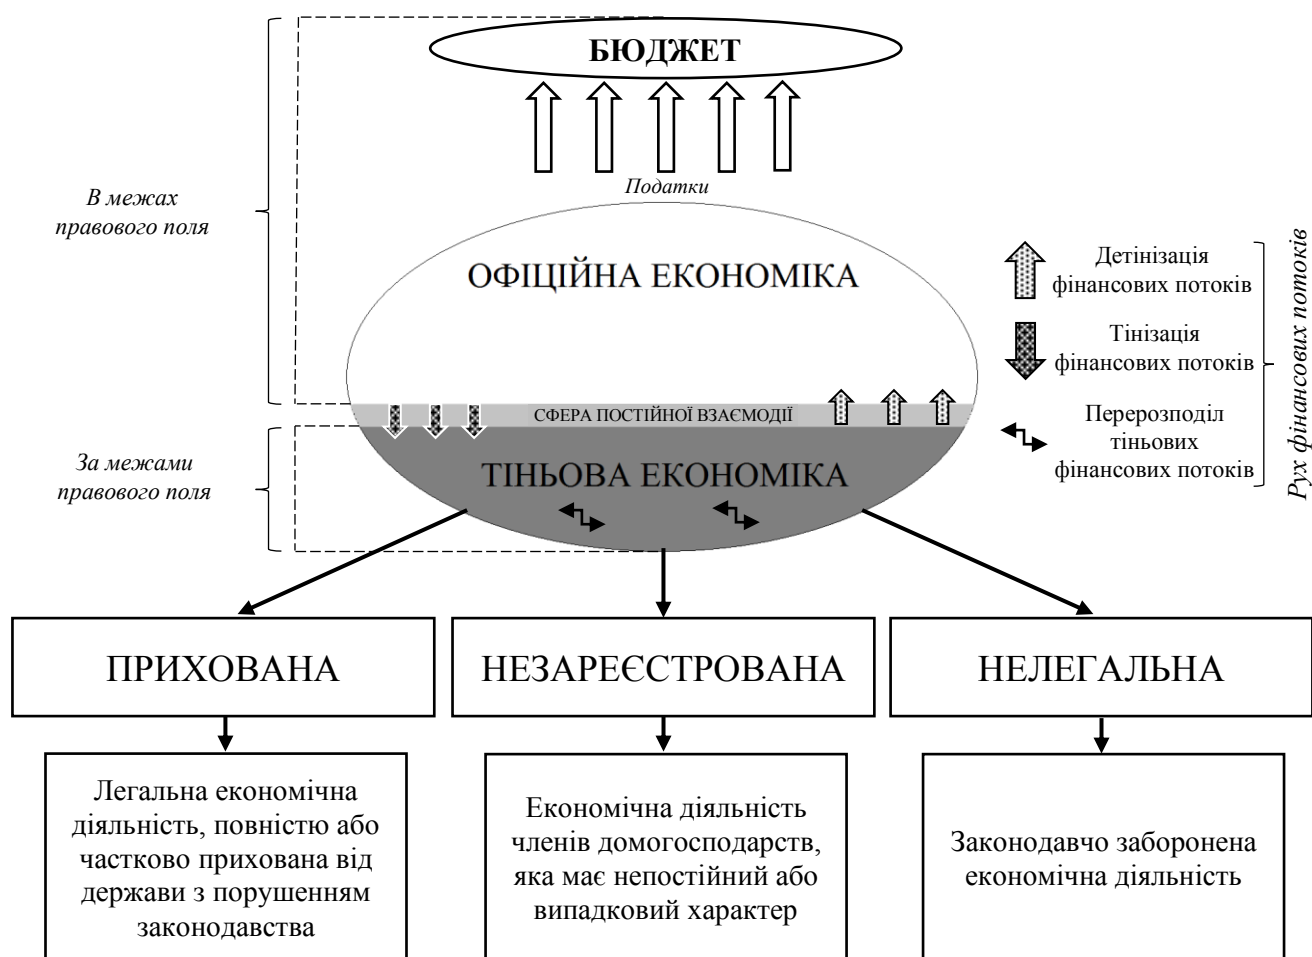 БЮДЖЕТ
Податки
В межах
правового поля
ОФІЦІЙНА ЕКОНОМІКА
Детінізація
фінансових потоків
Тінізація
фінансових потоків
Перерозподіл
тіньових
фінансових потоків
Рух фінансових потоків
СФЕРА ПОСТІЙНОЇ ВЗАЄМОДІЇ
За межами
правового поля
ТІНЬОВА ЕКОНОМІКА
ПРИХОВАНА
НЕЗАРЕЄСТРОВАНА
НЕЛЕГАЛЬНА
Легальна економічна
діяльність, повністю або
частково прихована від
держави з порушенням
законодавства
Економічна діяльність
членів домогосподарств,
яка має непостійний або
випадковий характер
Законодавчо заборонена
економічна діяльність